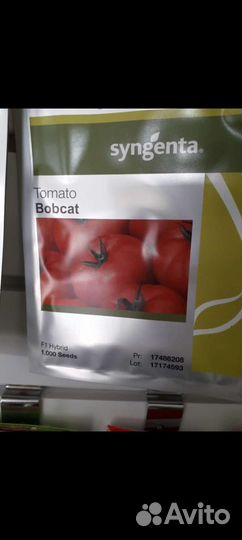 syngenta®
Tomato
Bobcat
F1 Hybrid
1.000 Seeds
Pr: 17486208
Lot: 17174593
Avito